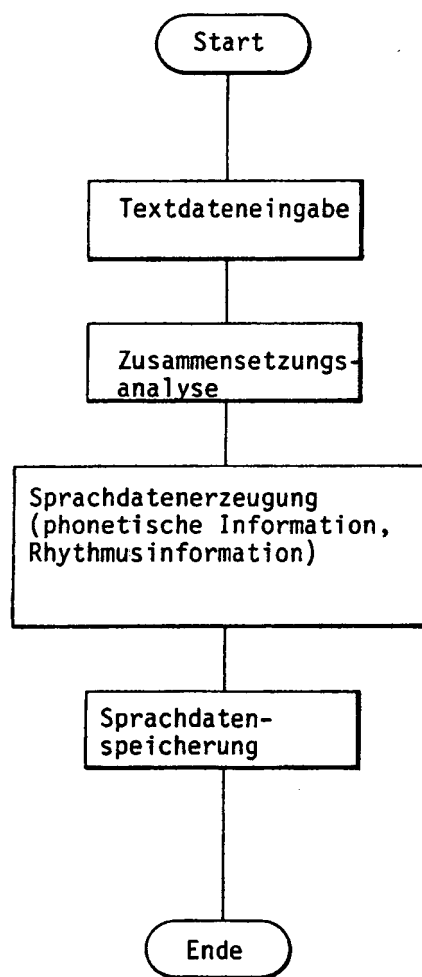 Start
Textdateneingabe
Zusammensetzungs-
analyse
Sprachdatenerzeugung
(phonetische Information,
Rhythmusinformation)
Sprachdaten-
speicherung
Ende